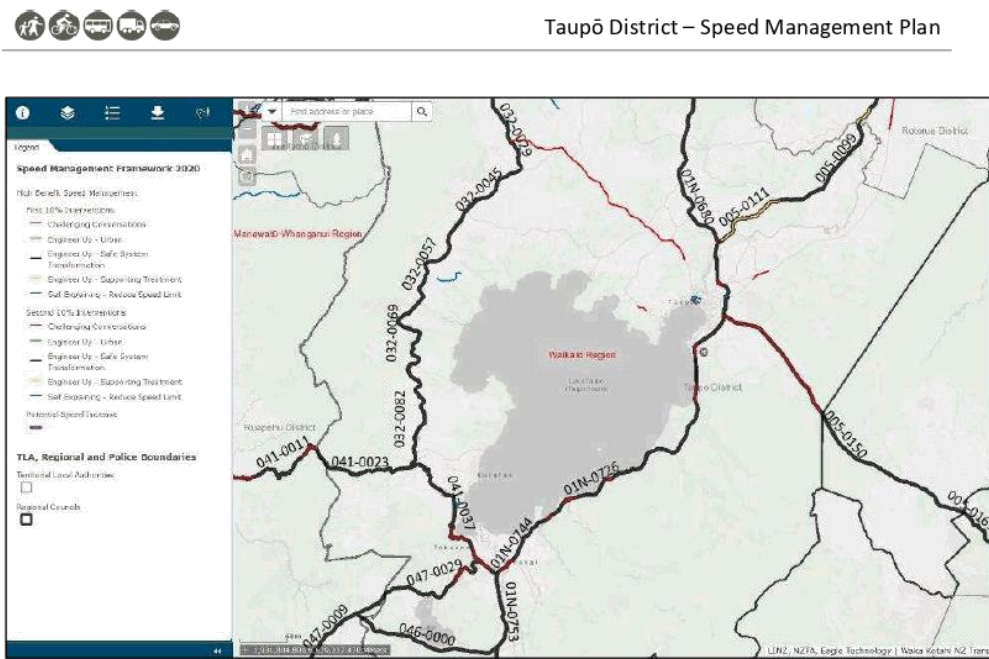 Taupō District – Speed Management Plan
Find address or place
Legend
Speed Management Framework 2020
High Benefit Speed Management
First 10% Interventions
Challenging Conversations
Engineer Up - Urban
Engineer Up - Safe System
Transformation
Engineer Up - Supporting Treatment
Self Explaining - Reduce Speed Limit
Second 10% Interventions
Challenging Conversations
Engineer Up - Urban
Engineer Up - Safe System
Transformation
Engineer Up - Supporting Treatment
Self Explaining - Reduce Speed Limit
Potential Speed Increase
TLA, Regional and Police Boundaries
Territorial Local Authorities
Regional Councils
032-0029
005-0099
Rotorua District
032-0045
01N-0680
005-0111
Manawatū-Whanganui Region
032-0057
Taupo
032-0069
Waikato Region
Taupo District
032-0082
Ruapehu District
005-0150
041-0011
041-0023
01N-0726
041-0037
01N-0744
047-0029
01N-0753
047-0009
046-0000
LINZ, NZTA, Eagle Technology | Waka Kotahi NZ Trans